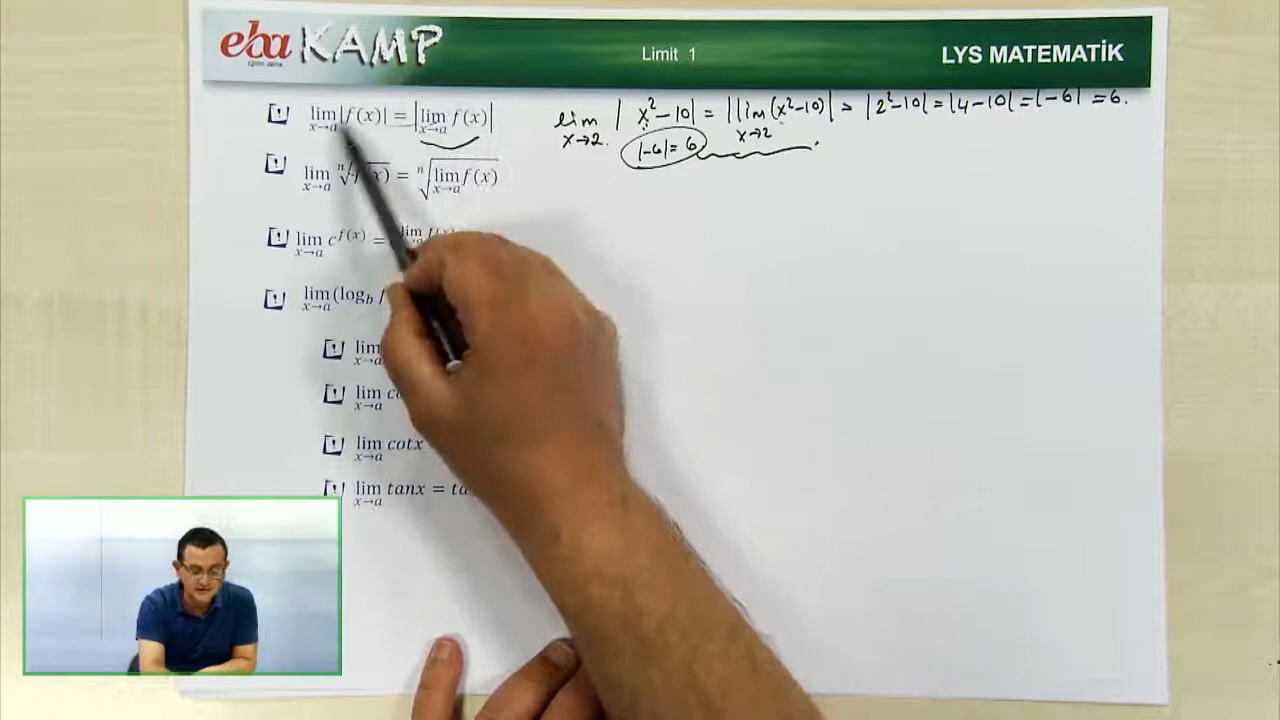 eba KAMP Limit 1 LYS MATEMATİK
lim x→a |f(x)| = |lim x→a f(x)|
lim x→2 |x²-10| = |lim x→2 (x²-10)| = |2²-10| = |4-10| = |-6| = 6.
|-6| = 6
lim x→a ⁿ√f(x) = ⁿ√lim x→a f(x)
lim x→a c^f(x) =
lim x→a (log_b
lim x→a
lim x→a
lim x→a cotx
lim x→a tanx =